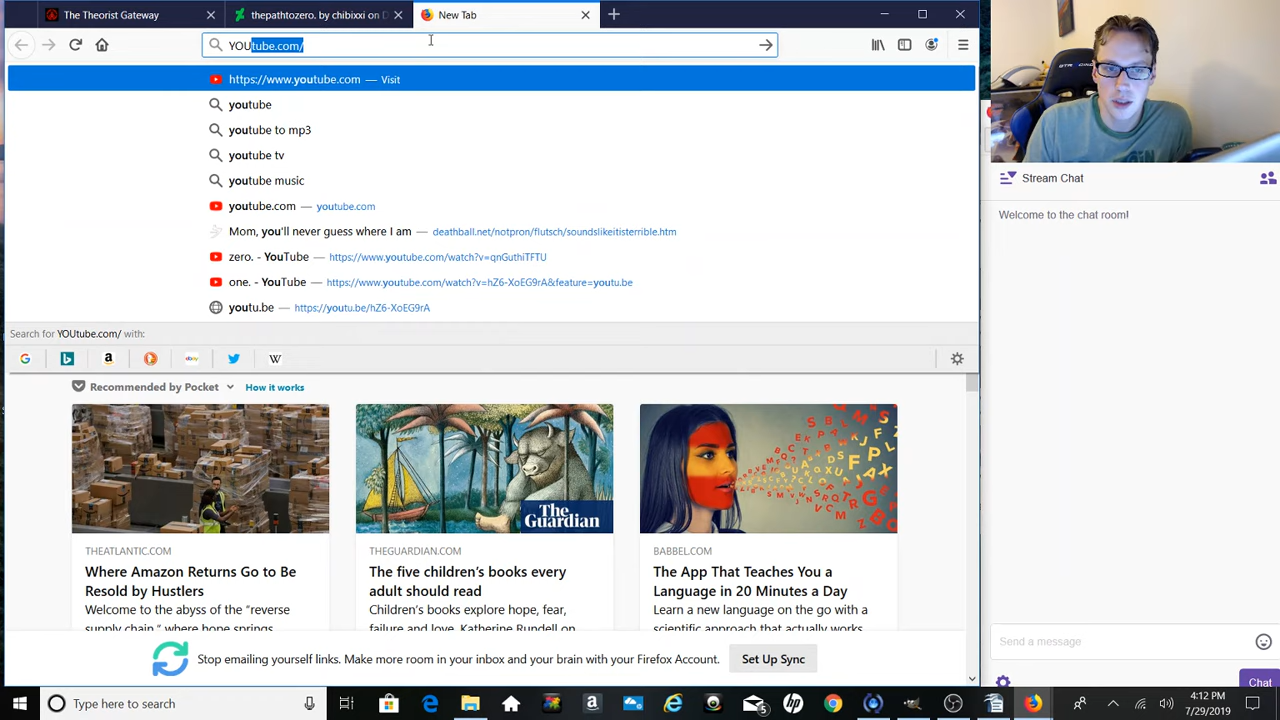 The Theorist Gateway
thepathtozero. by chibixxi on D
New Tab
YOUtube.com/
https://www.youtube.com — Visit
youtube
youtube to mp3
youtube tv
youtube music
youtube.com — youtube.com
Mom, you'll never guess where I am — deathball.net/notpron/flutsch/soundslikeitisterrible.htm
zero. - YouTube — https://www.youtube.com/watch?v=qnGuthiTFTU
one. - YouTube — https://www.youtube.com/watch?v=hZ6-XoEG9rA&feature=youtu.be
youtu.be — https://youtu.be/hZ6-XoEG9rA
Search for YOUtube.com/ with:
Recommended by Pocket
How it works
The Guardian
THEATLANTIC.COM
Where Amazon Returns Go to Be
Resold by Hustlers
Welcome to the abyss of the “reverse
supply chain,” where hope springs
THEGUARDIAN.COM
The five children’s books every
adult should read
Children’s books explore hope, fear,
failure and love. Katherine Rundell on
BABBEL.COM
The App That Teaches You a
Language in 20 Minutes a Day
Learn a new language on the go with a
scientific approach that actually works
Stop emailing yourself links. Make more room in your inbox and your brain with your Firefox Account.
Set Up Sync
Stream Chat
Welcome to the chat room!
Send a message
Chat
Type here to search
4:12 PM
7/29/2019